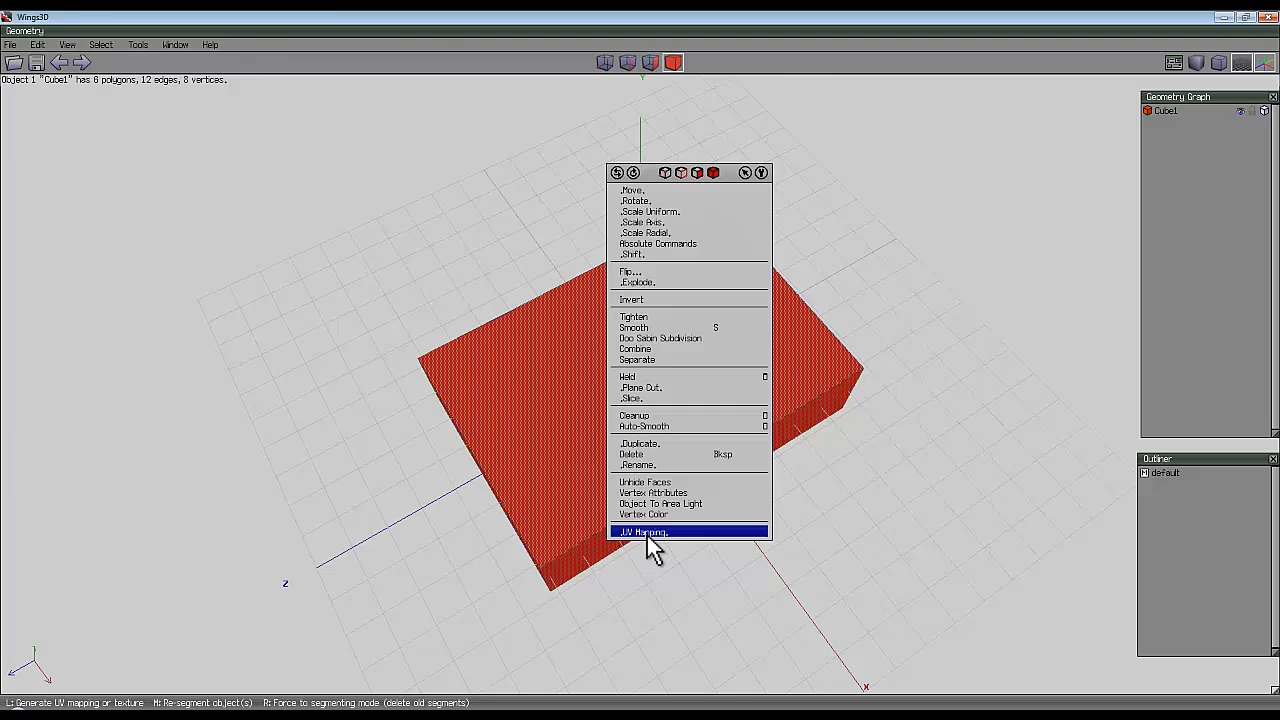 Wings3D
Geometry
File Edit View Select Tools Window Help
Object 1 "Cube1" has 6 polygons, 12 edges, 8 vertices.
Y
Geometry Graph
Cube1
.Move.
.Rotate.
.Scale Uniform.
.Scale Axis.
.Scale Radial.
Absolute Commands
.Shift.
Flip...
.Explode.
Invert
Tighten
Smooth S
Doo Sabin Subdivision
Combine
Separate
Weld
.Plane Cut.
.Slice.
Cleanup
Auto-Smooth
.Duplicate.
Delete Bksp
.Rename.
Unhide Faces
Vertex Attributes
Object To Area Light
Vertex Color
.UV Mapping.
Outliner
M default
Z
X
L:Generate UV mapping or texture M: Re-segment object(s) R: Force to segmenting mode (delete old segments)